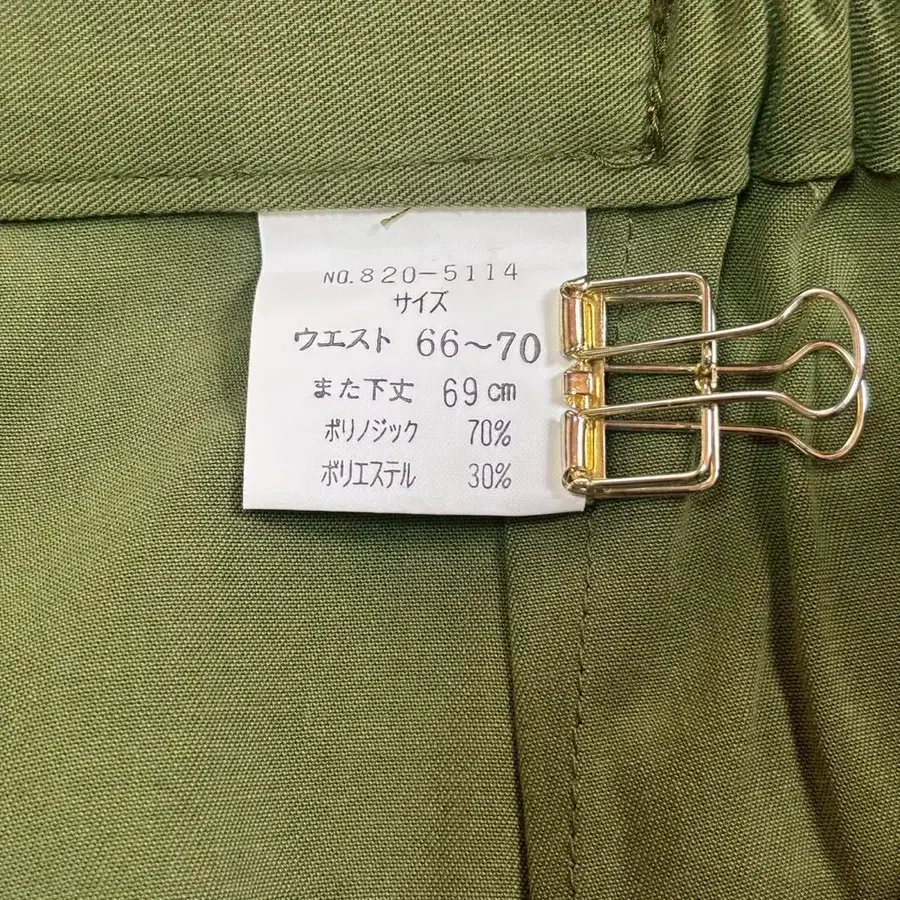 NO.820-5114
サイズ
ウエスト 66~70
また下丈 69cm
ポリノジック 70%
ポリエステル 30%